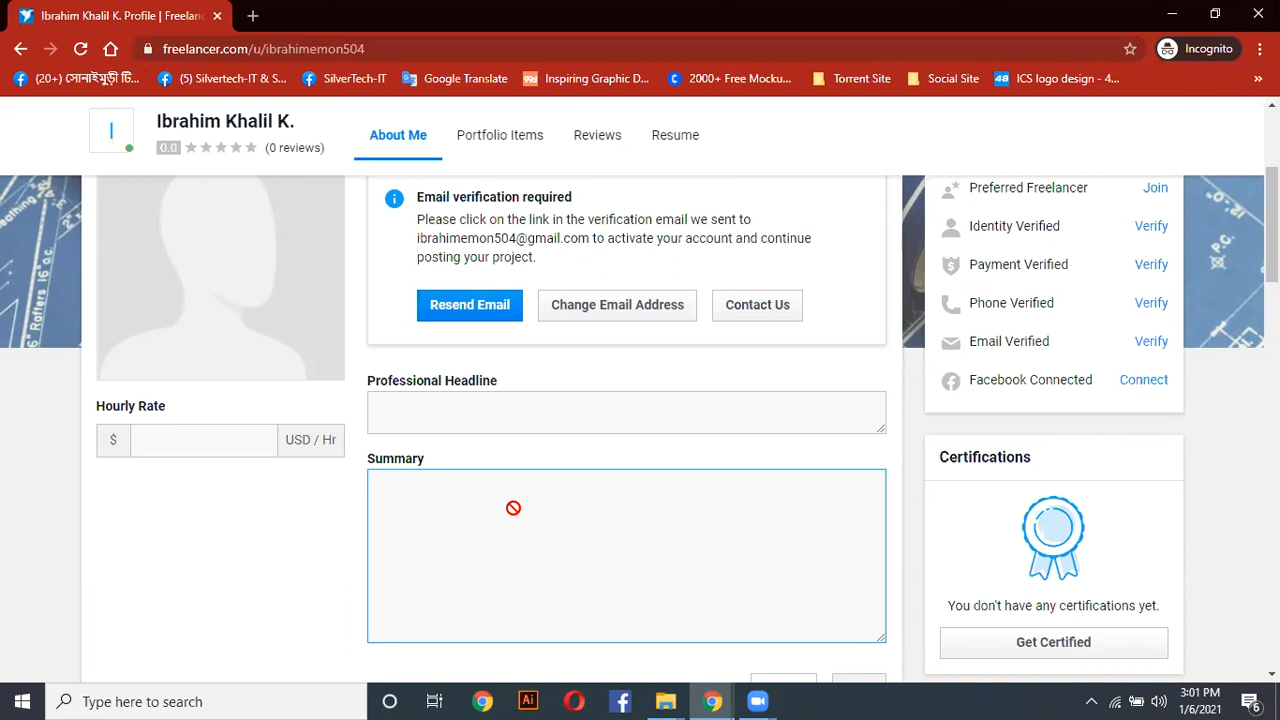 Ibrahim Khalil K. Profile | Freelanc
freelancer.com/u/ibrahimemon504
Incognito
(20+) সোনাইমুড়ী টি...
(5) Silvertech-IT & S...
SilverTech-IT
Google Translate
Inspiring Graphic D...
2000+ Free Mocku...
Torrent Site
Social Site
ICS logo design - 4...
Ibrahim Khalil K.
0.0 (0 reviews)
About Me
Portfolio Items
Reviews
Resume
Email verification required
Please click on the link in the verification email we sent to
ibrahimemon504@gmail.com to activate your account and continue
posting your project.
Resend Email
Change Email Address
Contact Us
Hourly Rate
$
USD / Hr
Professional Headline
Summary
Preferred Freelancer Join
Identity Verified Verify
Payment Verified Verify
Phone Verified Verify
Email Verified Verify
Facebook Connected Connect
Certifications
You don't have any certifications yet.
Get Certified
Type here to search
Ai
3:01 PM
1/6/2021
6